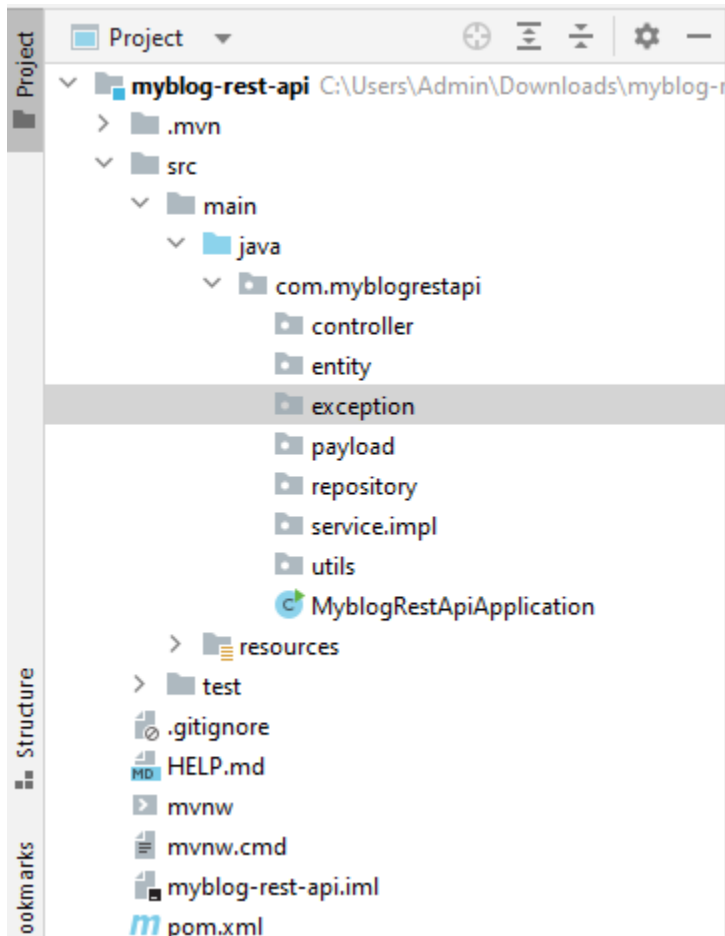 Project
Project
myblog-rest-api C:\Users\Admin\Downloads\myblog-r
.mvn
src
main
java
com.myblogrestapi
controller
entity
exception
payload
repository
service.impl
utils
C MyblogRestApiApplication
resources
test
.gitignore
MD HELP.md
mvnw
mvnw.cmd
myblog-rest-api.iml
m pom.xml
Structure
ookmarks